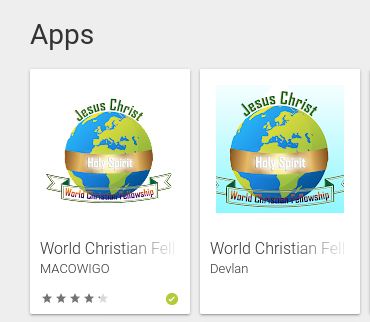 Apps
Jesus Christ
Holy Spirit
World Christian Fellowship
World Christian Fell
MACOWIGO
Jesus Christ
Holy Spirit
World Christian Fellowship
World Christian Fell
Devlan